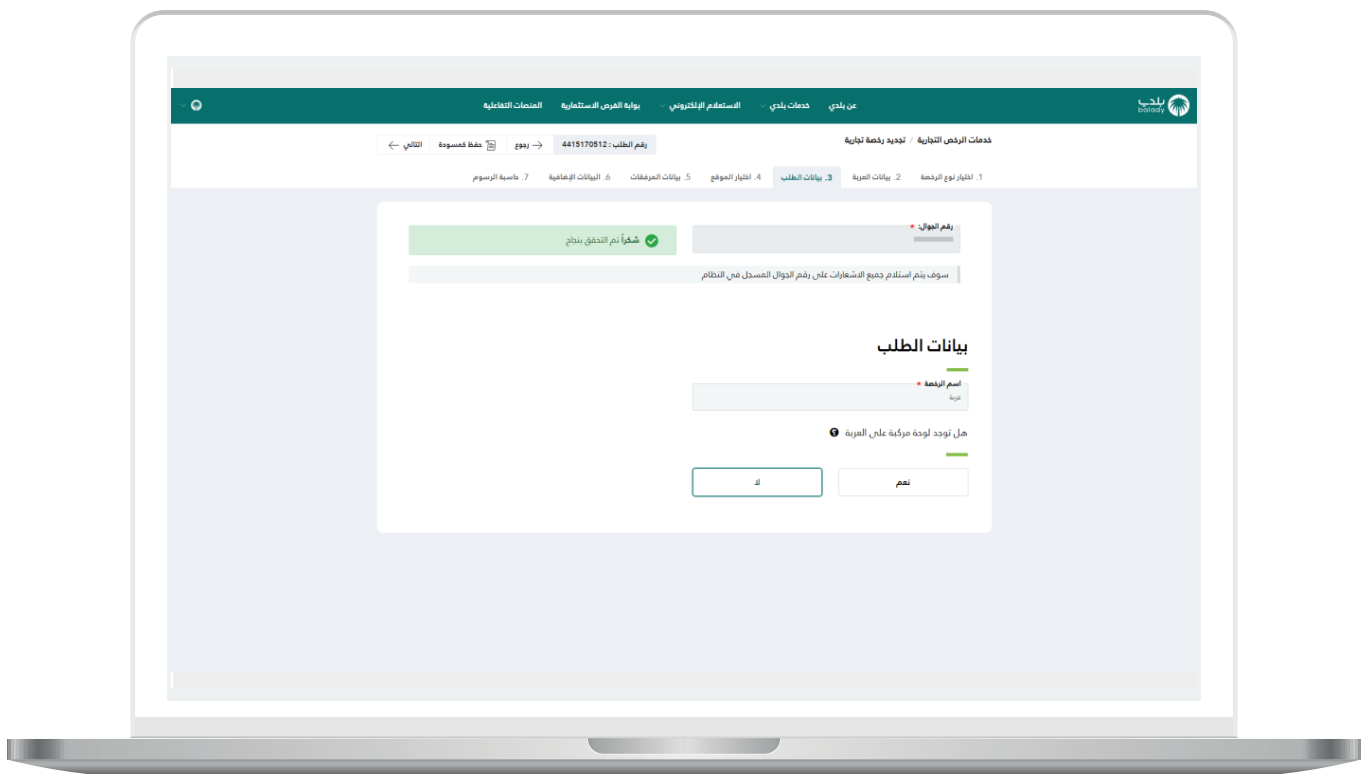 بلدي
balady
عن بلدي
خدمات بلدي
الاستعلام الإلكتروني
بوابة الفرص الاستثمارية
المنصات التفاعلية
خدمات الرخص التجارية / تجديد رخصة تجارية
رقم الطلب : 4415170512
رجوع
حفظ كمسودة
التالي
1. اختيار نوع الرخصة
2. بيانات العربة
3. بيانات الطلب
4. اختيار الموقع
5. بيانات المرفقات
6. البيانات الإضافية
7. حاسبة الرسوم
رقم الجوال: *
شكراً تم التحقق بنجاح
سوف يتم استلام جميع الاشعارات على رقم الجوال المسجل في النظام
بيانات الطلب
اسم الرخصة *
عربة
هل توجد لوحة مركبة على العربة
نعم
لا